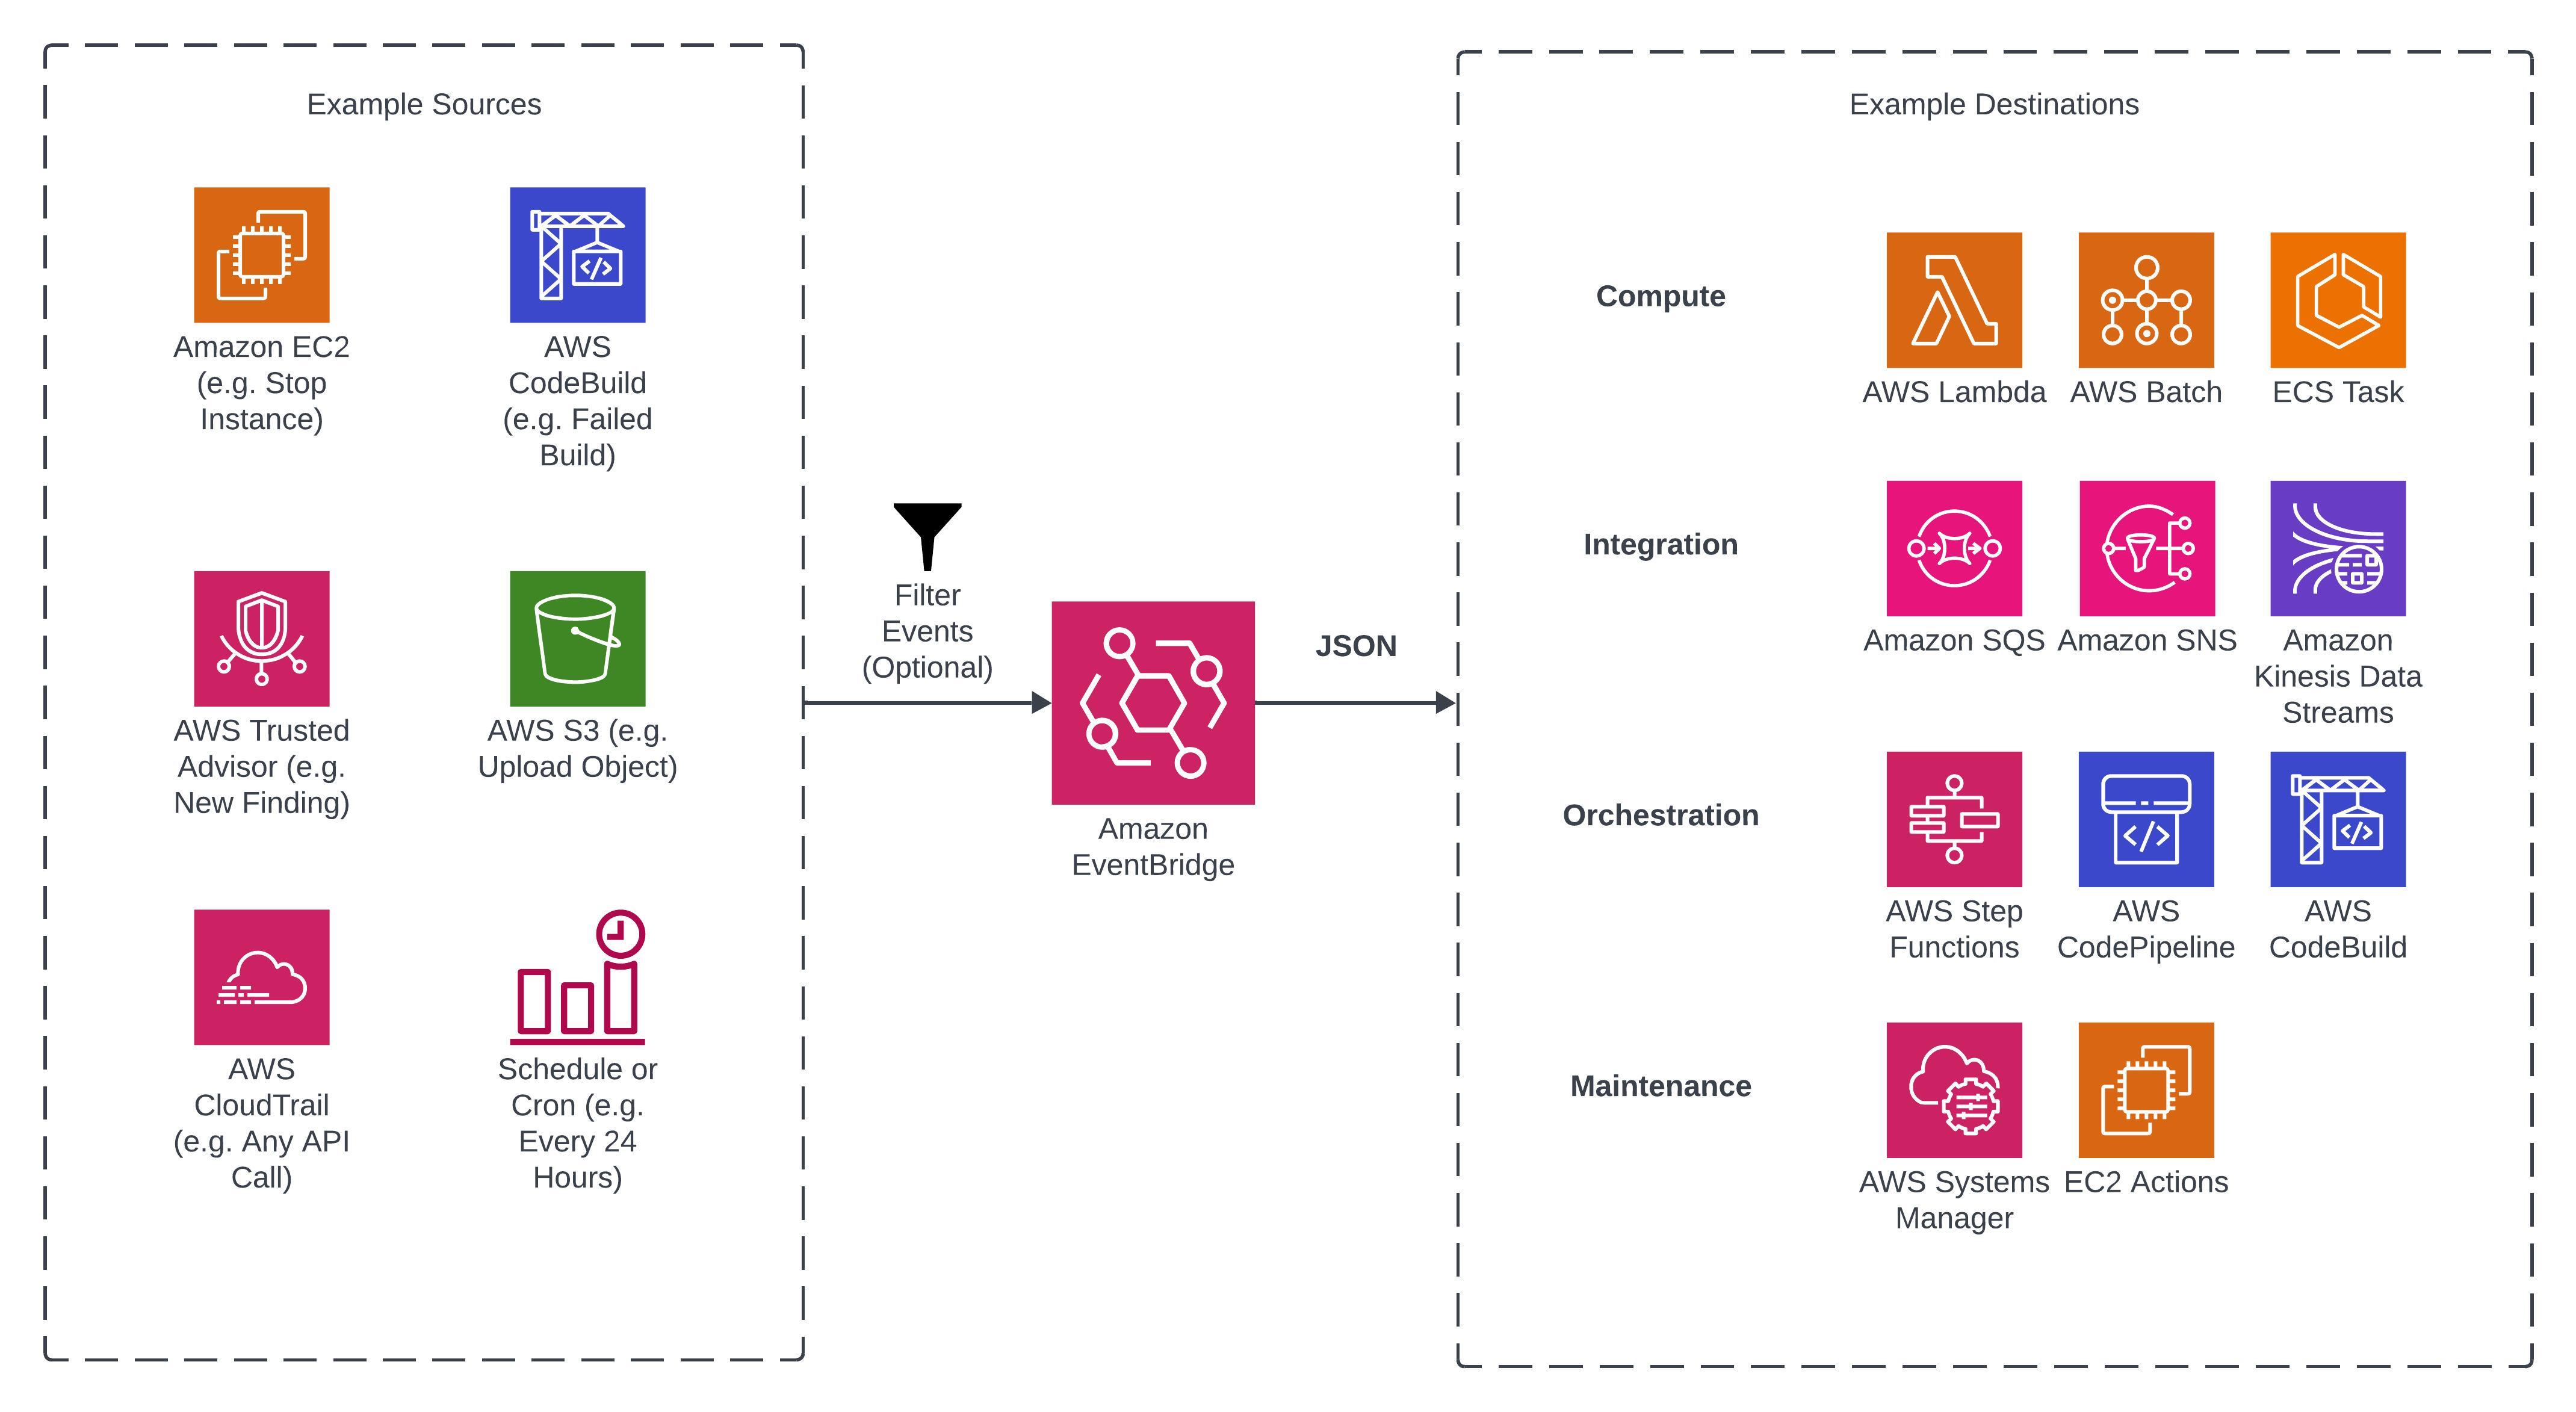 Example Sources
Amazon EC2
(e.g. Stop
Instance)
AWS
CodeBuild
(e.g. Failed
Build)
AWS Trusted
Advisor (e.g.
New Finding)
AWS S3 (e.g.
Upload Object)
AWS
CloudTrail
(e.g. Any API
Call)
Schedule or
Cron (e.g.
Every 24
Hours)
Filter
Events
(Optional)
Amazon
EventBridge
JSON
Example Destinations
Compute
AWS Lambda
AWS Batch
ECS Task
Integration
Amazon SQS
Amazon SNS
Amazon
Kinesis Data
Streams
Orchestration
AWS Step
Functions
AWS
CodePipeline
AWS
CodeBuild
Maintenance
AWS Systems
Manager
EC2 Actions